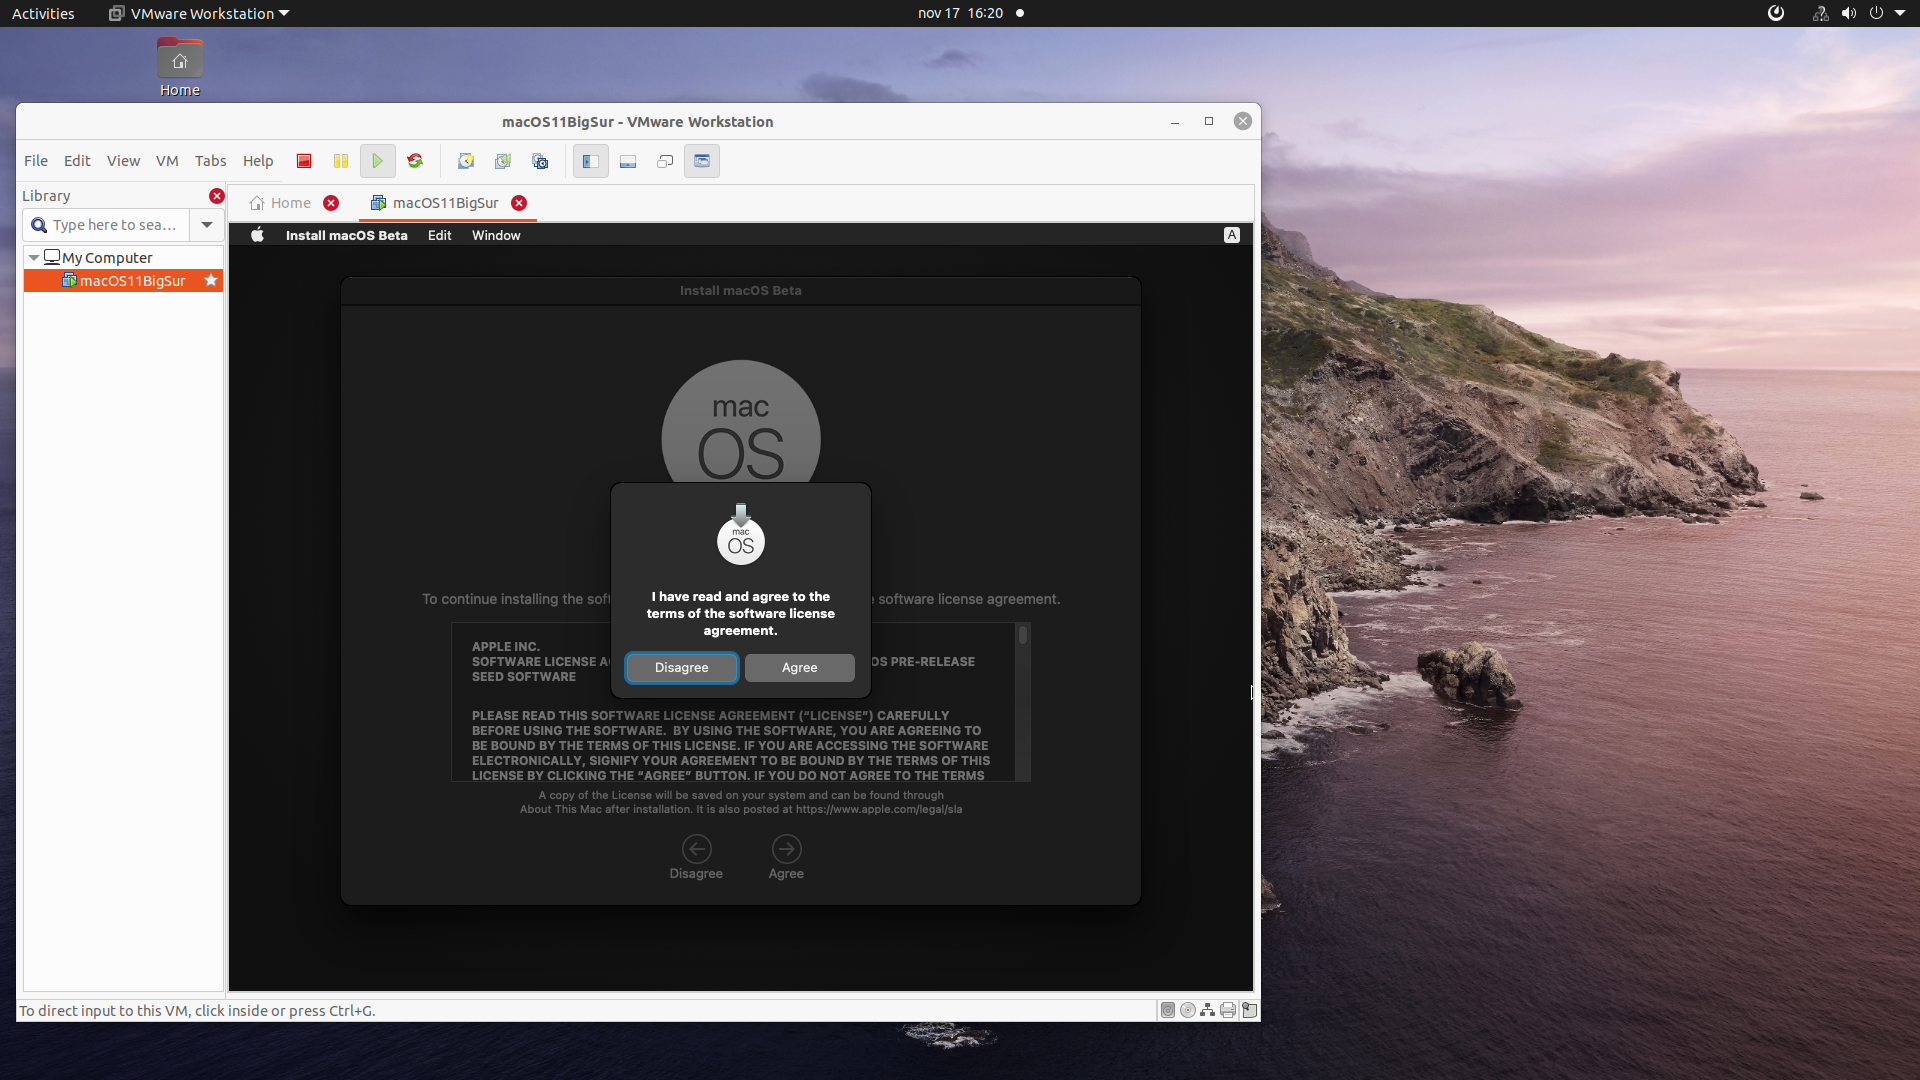 Activities
VMware Workstation
nov 17 16:20
Home
macOS11BigSur - VMware Workstation
File Edit View VM Tabs Help
Library
Home
macOS11BigSur
Type here to sea...
Install macOS Beta Edit Window
A
My Computer
macOS11BigSur
Install macOS Beta
mac
OS
mac
OS
I have read and agree to the
terms of the software license
agreement.
Disagree
Agree
To continue installing the sof
software license agreement.
APPLE INC.
SOFTWARE LICENSE A
OS PRE-RELEASE
SEED SOFTWARE
PLEASE READ THIS SOFTWARE LICENSE AGREEMENT (“LICENSE”) CAREFULLY
BEFORE USING THE SOFTWARE. BY USING THE SOFTWARE, YOU ARE AGREEING TO
BE BOUND BY THE TERMS OF THIS LICENSE. IF YOU ARE ACCESSING THE SOFTWARE
ELECTRONICALLY, SIGNIFY YOUR AGREEMENT TO BE BOUND BY THE TERMS OF THIS
LICENSE BY CLICKING THE “AGREE” BUTTON. IF YOU DO NOT AGREE TO THE TERMS
A copy of the License will be saved on your system and can be found through
About This Mac after installation. It is also posted at https://www.apple.com/legal/sla
Disagree
Agree
To direct input to this VM, click inside or press Ctrl+G.